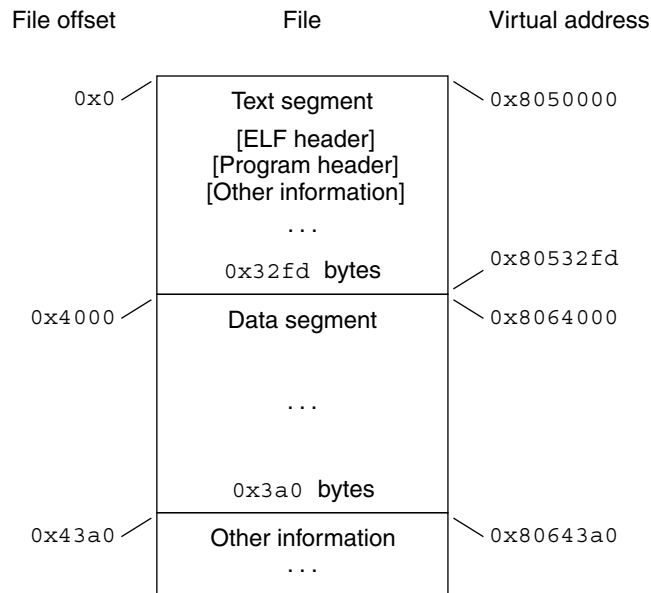 File offset File Virtual address
0x0 Text segment 0x8050000
[ELF header]
[Program header]
[Other information]
. . .
0x32fd bytes 0x80532fd
0x4000 Data segment 0x8064000
. . .
0x3a0 bytes
0x43a0 Other information 0x80643a0
. . .